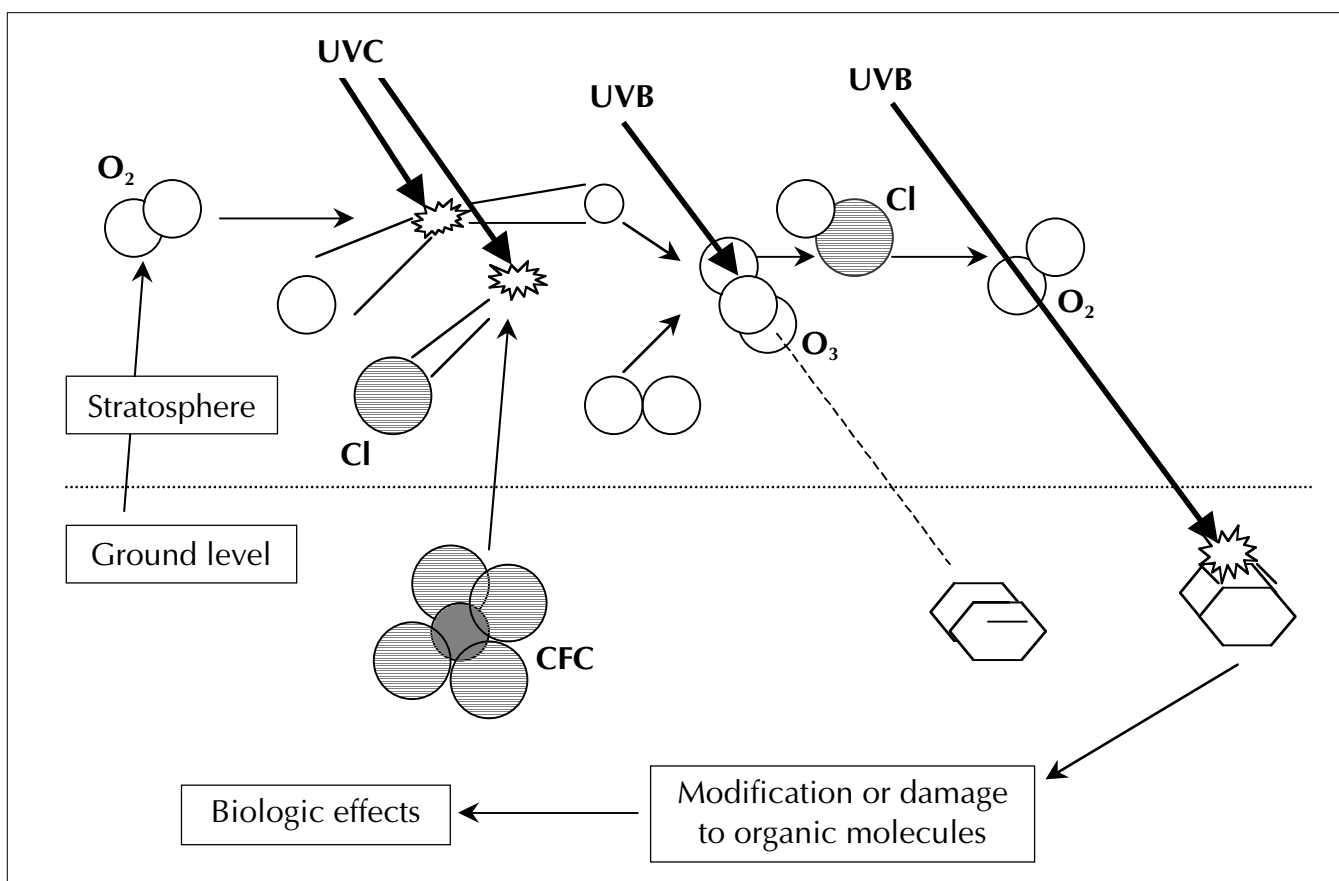 UVC
UVB
UVB
O₂
Cl
O₂
O₃
Stratosphere
Cl
Ground level
CFC
Biologic effects
Modification or damage
to organic molecules